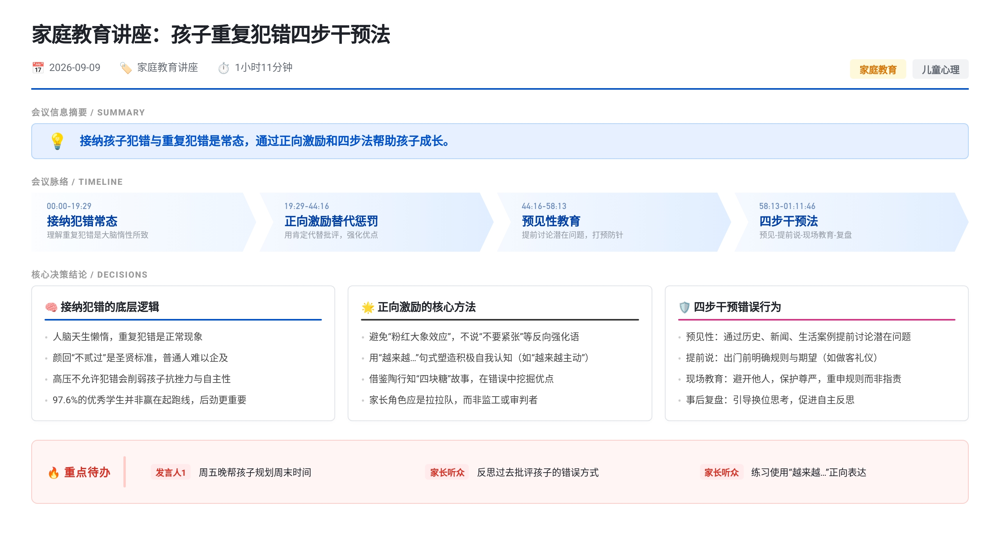 家庭教育讲座：孩子重复犯错四步干预法
2026-09-09 家庭教育讲座 1小时11分钟 家庭教育 儿童心理
会议信息摘要 / SUMMARY
接纳孩子犯错与重复犯错是常态，通过正向激励和四步法帮助孩子成长。
会议脉络 / TIMELINE
00:00-19:29
接纳犯错常态
理解重复犯错是大脑惰性所致
19:29-44:16
正向激励替代惩罚
用肯定代替批评，强化优点
44:16-58:13
预见性教育
提前讨论潜在问题，打预防针
58:13-01:11:46
四步干预法
预见-提前说-现场教育-复盘
核心决策结论 / DECISIONS
接纳犯错的底层逻辑
• 人脑天生懒惰，重复犯错是正常现象
• 颜回“不贰过”是圣贤标准，普通人难以企及
• 高压不允许犯错会削弱孩子抗挫力与自主性
• 97.6%的优秀学生并非赢在起跑线，后劲更重要
正向激励的核心方法
• 避免“粉红大象效应”，不说“不要紧张”等反向强化语
• 用“越来越…”句式塑造积极自我认知（如“越来越主动”）
• 借鉴陶行知“四块糖”故事，在错误中挖掘优点
• 家长角色应是拉拉队，而非监工或审判者
四步干预错误行为
• 预见性：通过历史、新闻、生活案例提前讨论潜在问题
• 提前说：出门前明确规则与期望（如做客礼仪）
• 现场教育：避开他人，保护尊严，重申规则而非指责
• 事后复盘：引导换位思考，促进自主反思
重点待办
发言人1 周五晚帮孩子规划周末时间
家长听众 反思过去批评孩子的错误方式
家长听众 练习使用“越来越…”正向表达